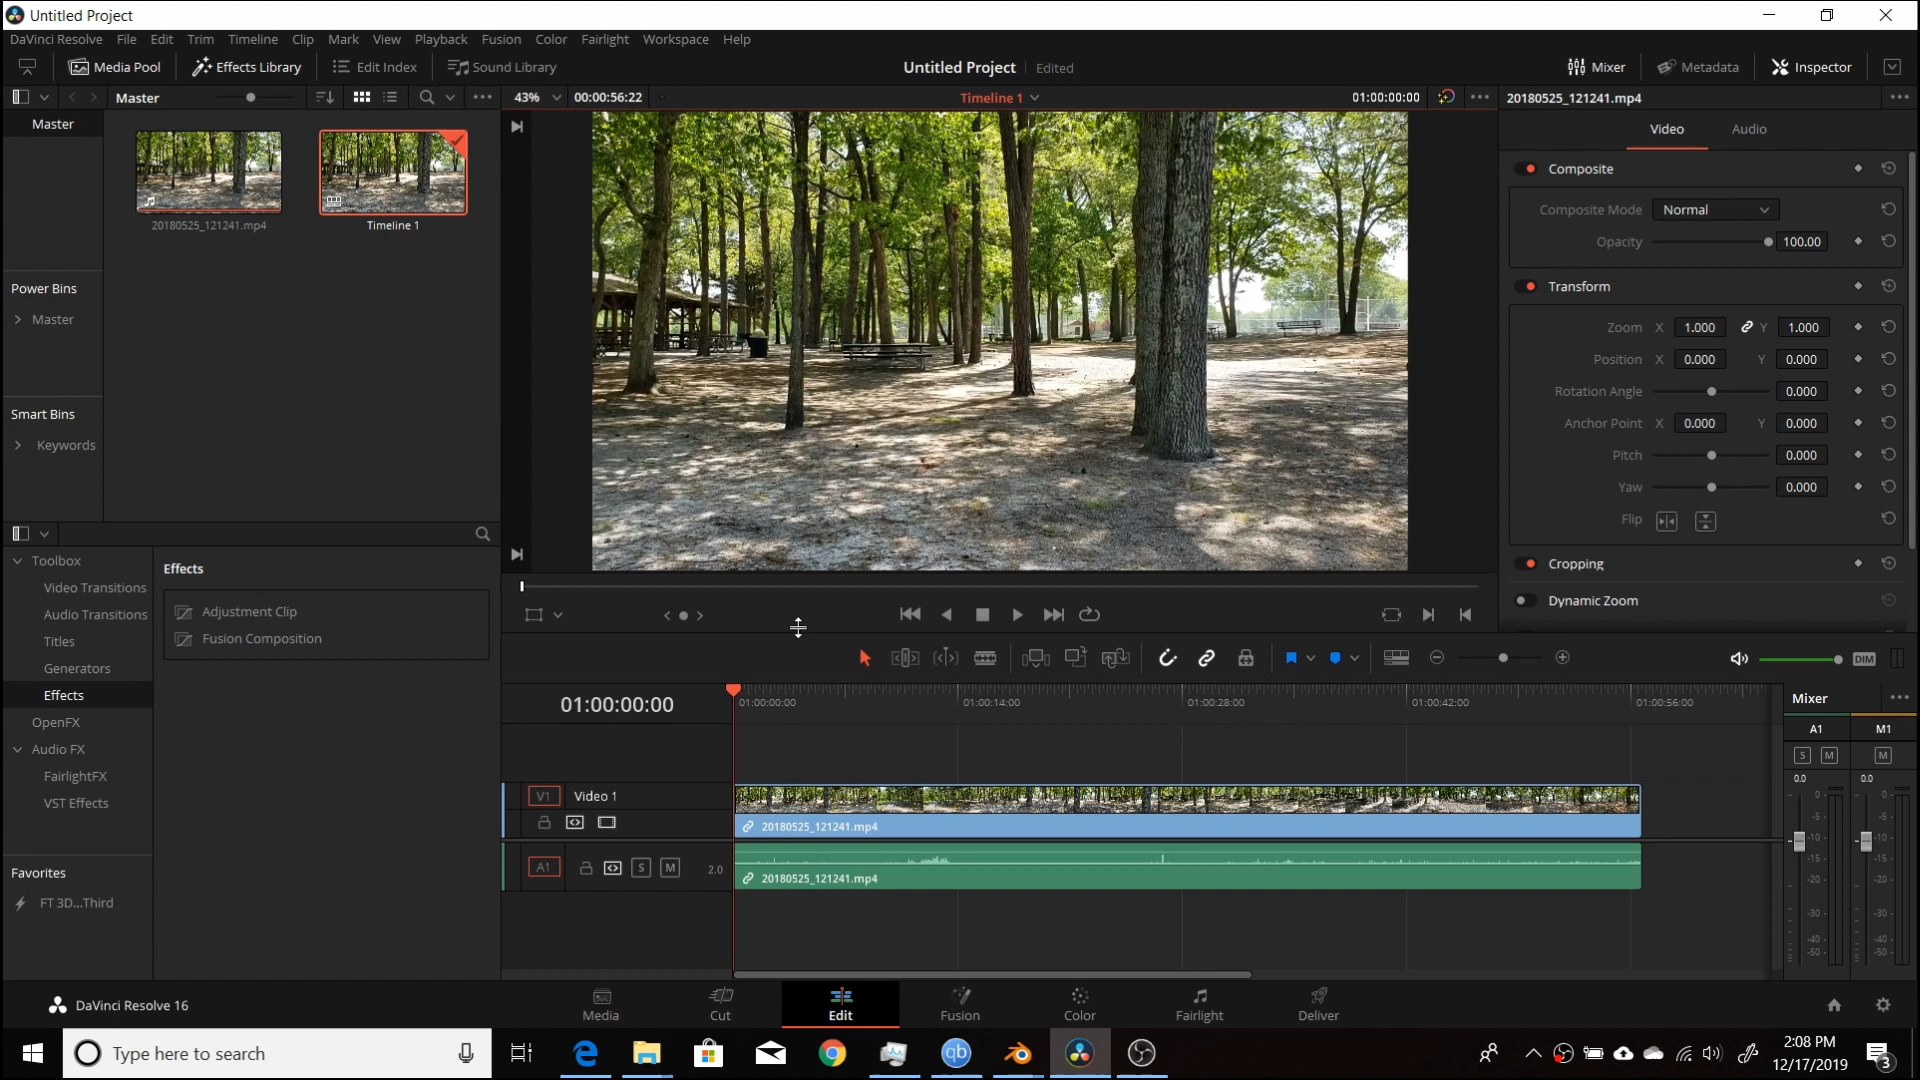 Untitled Project
DaVinci Resolve File Edit Trim Timeline Clip Mark View Playback Fusion Color Fairlight Workspace Help
Media Pool Effects Library Edit Index Sound Library Untitled Project Edited Mixer Metadata Inspector
Master 43% 00:00:56:22 Timeline 1 01:00:00:00 20180525_121241.mp4
Master
Video Audio
20180525_121241.mp4 Timeline 1
Composite
Composite Mode Normal
Opacity 100.00
Power Bins
Master
Transform
Zoom X 1.000 Y 1.000
Position X 0.000 Y 0.000
Rotation Angle 0.000
Anchor Point X 0.000 Y 0.000
Pitch 0.000
Yaw 0.000
Flip
Smart Bins
Keywords
Cropping
Dynamic Zoom
Toolbox
Video Transitions
Audio Transitions
Titles
Generators
Effects
OpenFX
Audio FX
FairlightFX
VST Effects
Effects
Adjustment Clip
Fusion Composition
Favorites
FT 3D...Third
DIM
01:00:00:00 01:00:00:00 01:00:14:00 01:00:28:00 01:00:42:00 01:00:56:00
V1 Video 1
20180525_121241.mp4
A1 S M 2.0
20180525_121241.mp4
Mixer
A1 M1
S M M
0.0 0.0
0- 0-
-5- -5-
-10- -10-
-15- -15-
-20- -20-
-30- -30-
-40- -40-
-50- -50-
DaVinci Resolve 16
Media Cut Edit Fusion Color Fairlight Deliver
Type here to search
qb
2:08 PM
12/17/2019
3